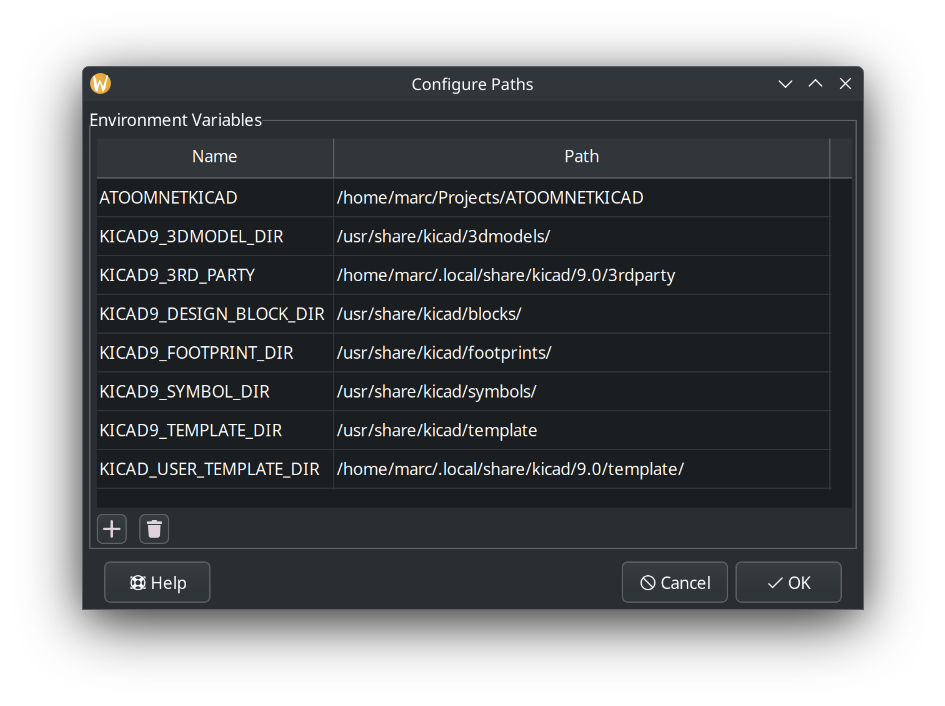 Configure Paths
Environment Variables
Name Path
ATOOMNETKICAD /home/marc/Projects/ATOOMNETKICAD
KICAD9_3DMODEL_DIR /usr/share/kicad/3dmodels/
KICAD9_3RD_PARTY /home/marc/.local/share/kicad/9.0/3rdparty
KICAD9_DESIGN_BLOCK_DIR /usr/share/kicad/blocks/
KICAD9_FOOTPRINT_DIR /usr/share/kicad/footprints/
KICAD9_SYMBOL_DIR /usr/share/kicad/symbols/
KICAD9_TEMPLATE_DIR /usr/share/kicad/template
KICAD_USER_TEMPLATE_DIR /home/marc/.local/share/kicad/9.0/template/
Help Cancel OK